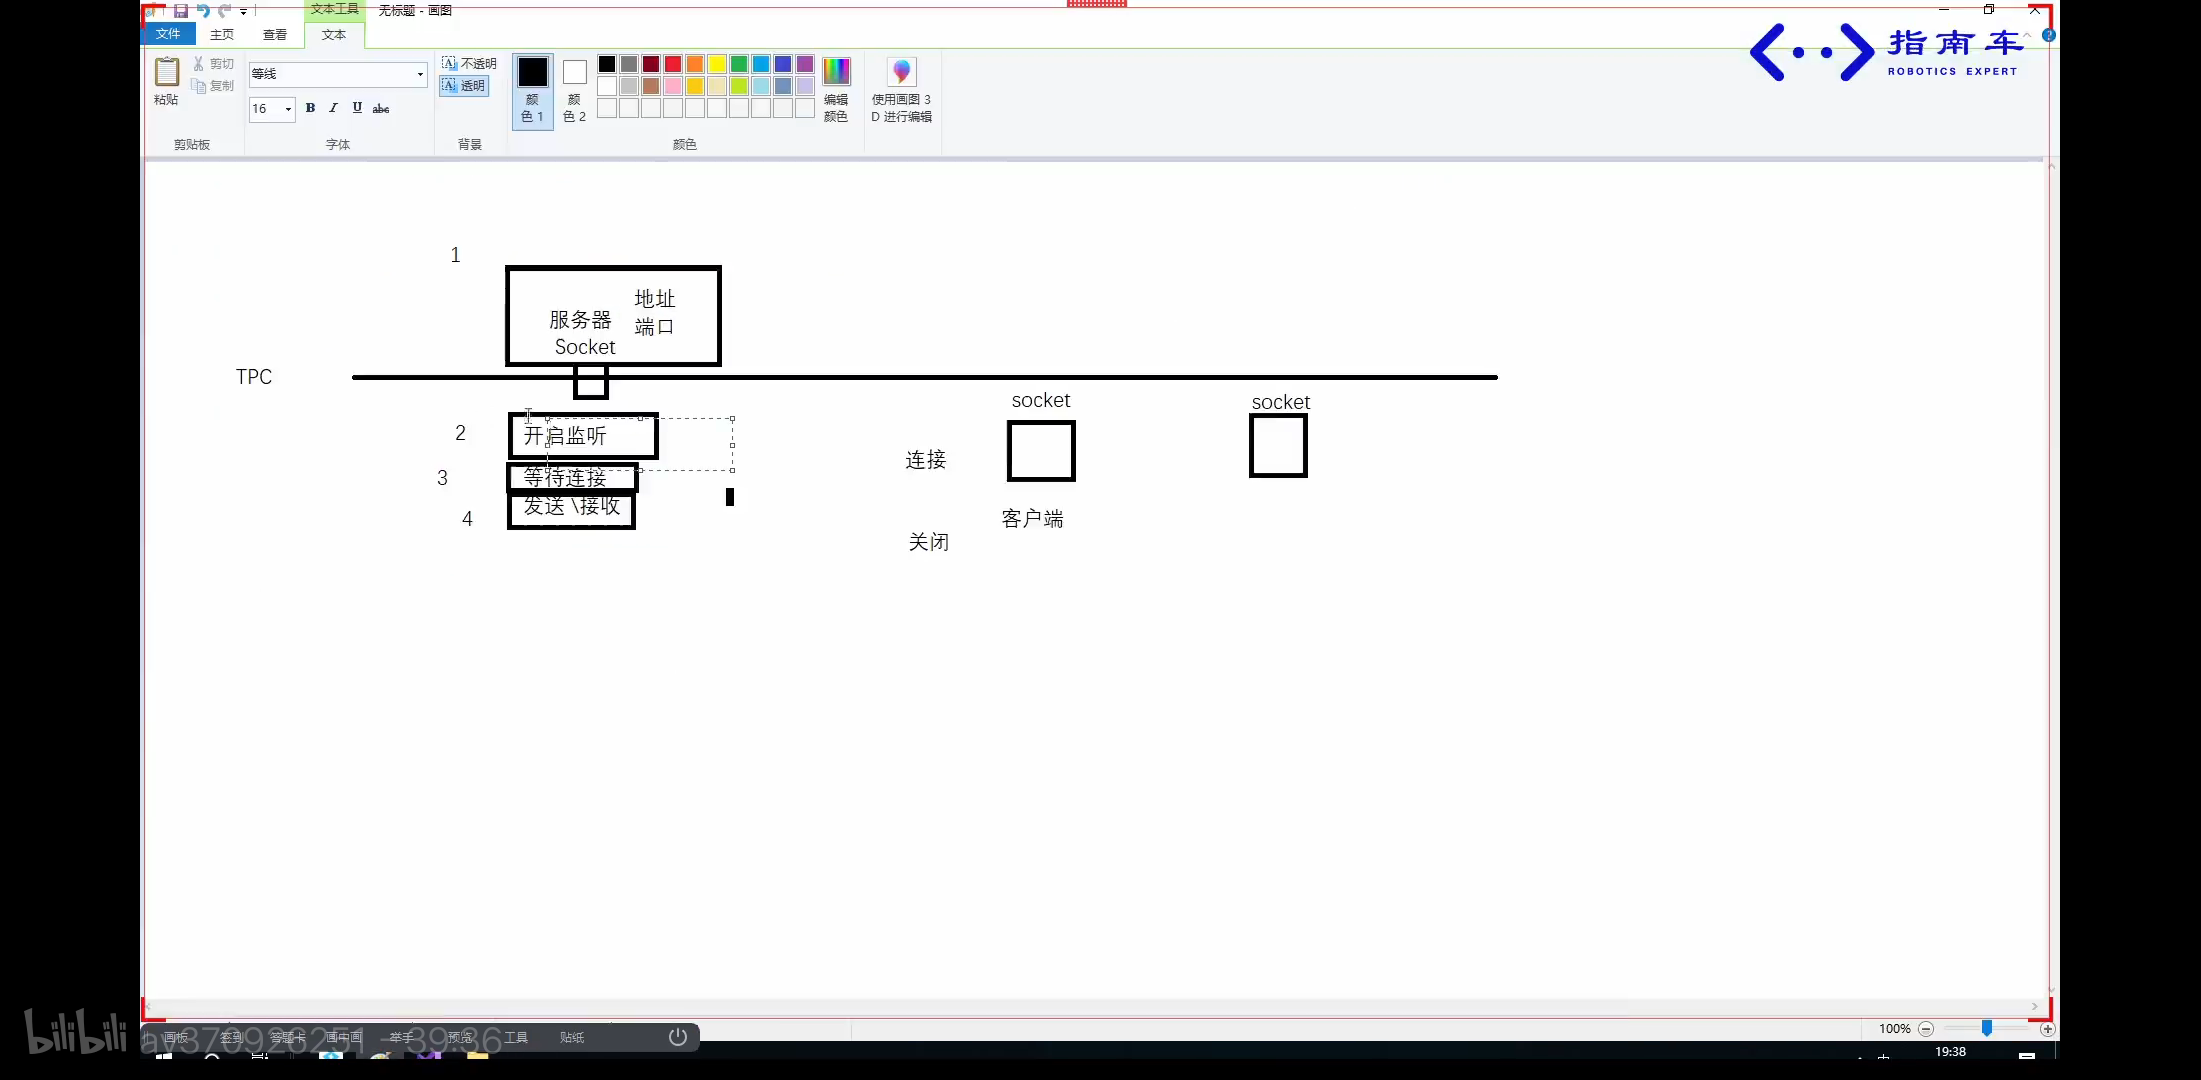 文本工具
无标题 - 画图
文件 主页 查看 文本
粘贴
剪切
复制
剪贴板
等线
16
B I U abc
字体
A 不透明
A 透明
背景
颜色 1
颜色 2
编辑颜色
颜色
使用画图 3D 进行编辑
指南车
ROBOTICS EXPERT
1
地址
端口
服务器
Socket
TPC
socket
socket
2
开启监听
3
等待连接
4
发送 \接收
连接
客户端
关闭
100%
画板 签到 答题卡 画中画 举手 预览 工具 贴纸
bilibili av370926251 - 39:36
19:38